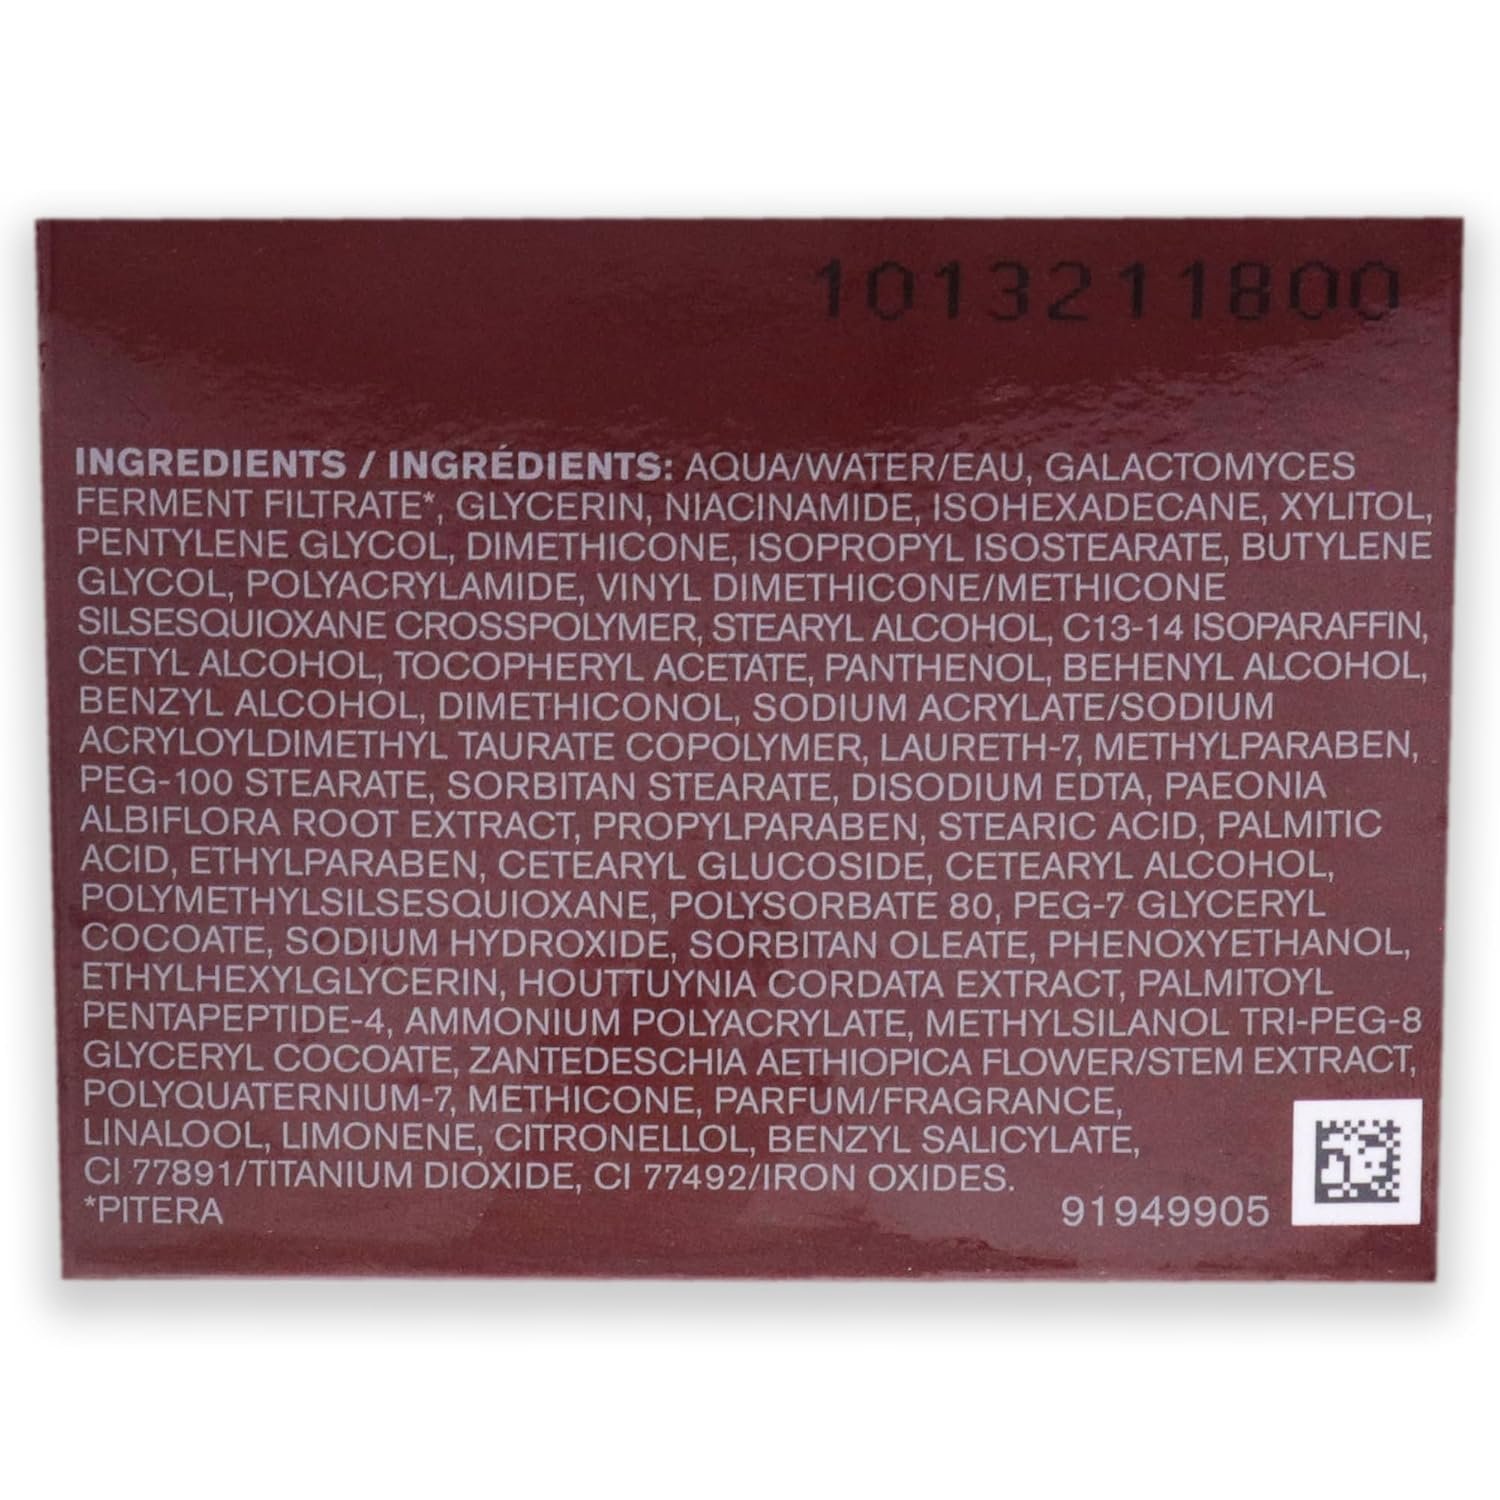 1013211800
INGREDIENTS / INGRÉDIENTS: AQUA/WATER/EAU, GALACTOMYCES
FERMENT FILTRATE*, GLYCERIN, NIACINAMIDE, ISOHEXADECANE, XYLITOL,
PENTYLENE GLYCOL, DIMETHICONE, ISOPROPYL ISOSTEARATE, BUTYLENE
GLYCOL, POLYACRYLAMIDE, VINYL DIMETHICONE/METHICONE
SILSESQUIOXANE CROSSPOLYMER, STEARYL ALCOHOL, C13-14 ISOPARAFFIN,
CETYL ALCOHOL, TOCOPHERYL ACETATE, PANTHENOL, BEHENYL ALCOHOL,
BENZYL ALCOHOL, DIMETHICONOL, SODIUM ACRYLATE/SODIUM
ACRYLOYLDIMETHYL TAURATE COPOLYMER, LAURETH-7, METHYLPARABEN,
PEG-100 STEARATE, SORBITAN STEARATE, DISODIUM EDTA, PAEONIA
ALBIFLORA ROOT EXTRACT, PROPYLPARABEN, STEARIC ACID, PALMITIC
ACID, ETHYLPARABEN, CETEARYL GLUCOSIDE, CETEARYL ALCOHOL,
POLYMETHYLSILSESQUIOXANE, POLYSORBATE 80, PEG-7 GLYCERYL
COCOATE, SODIUM HYDROXIDE, SORBITAN OLEATE, PHENOXYETHANOL,
ETHYLHEXYLGLYCERIN, HOUTTUYNIA CORDATA EXTRACT, PALMITOYL
PENTAPEPTIDE-4, AMMONIUM POLYACRYLATE, METHYLSILANOL TRI-PEG-8
GLYCERYL COCOATE, ZANTEDESCHIA AETHIOPICA FLOWER/STEM EXTRACT,
POLYQUATERNIUM-7, METHICONE, PARFUM/FRAGRANCE,
LINALOOL, LIMONENE, CITRONELLOL, BENZYL SALICYLATE,
CI 77891/TITANIUM DIOXIDE, CI 77492/IRON OXIDES.
*PITERA 91949905